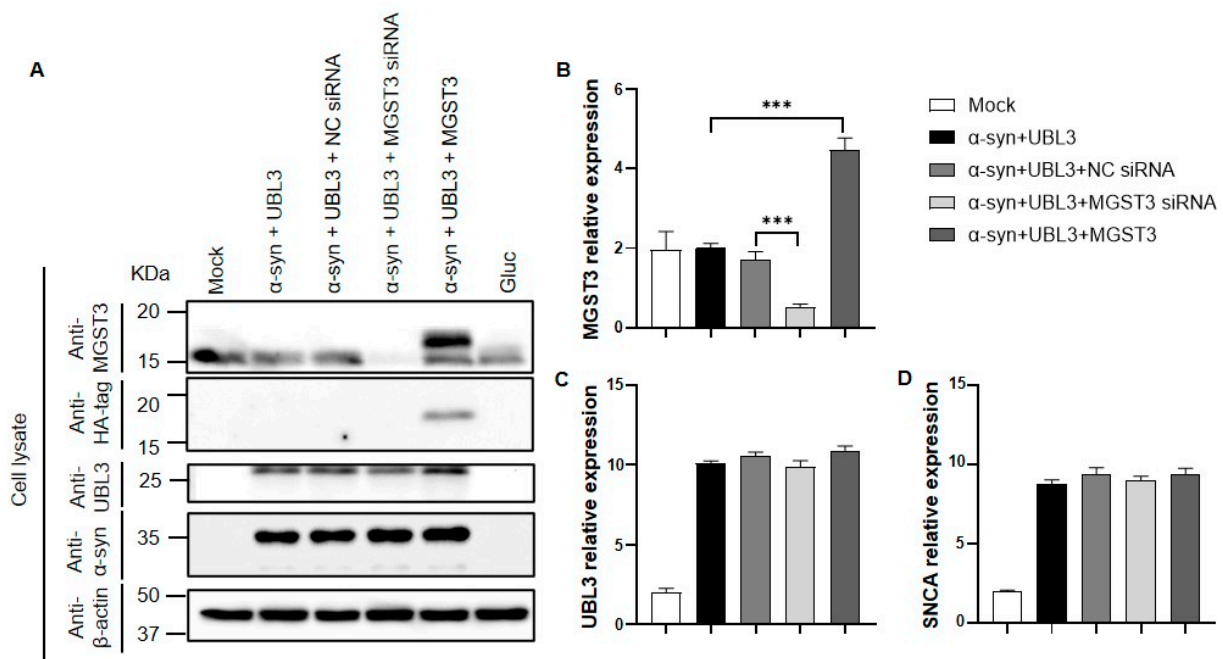 A
Mock
α-syn + UBL3
α-syn + UBL3 + NC siRNA
α-syn + UBL3 + MGST3 siRNA
α-syn + UBL3 + MGST3
Gluc
KDa
Cell lysate
Anti-
MGST3
20
15
Anti-
HA-tag
20
15
Anti-
UBL3
25
Anti-
α-syn
35
Anti-
β-actin
50
37
B
MGST3 relative expression
6
4
2
0
***
***
Mock
α-syn+UBL3
α-syn+UBL3+NC siRNA
α-syn+UBL3+MGST3 siRNA
α-syn+UBL3+MGST3
C
UBL3 relative expression
15
10
5
0
D
SNCA relative expression
15
10
5
0